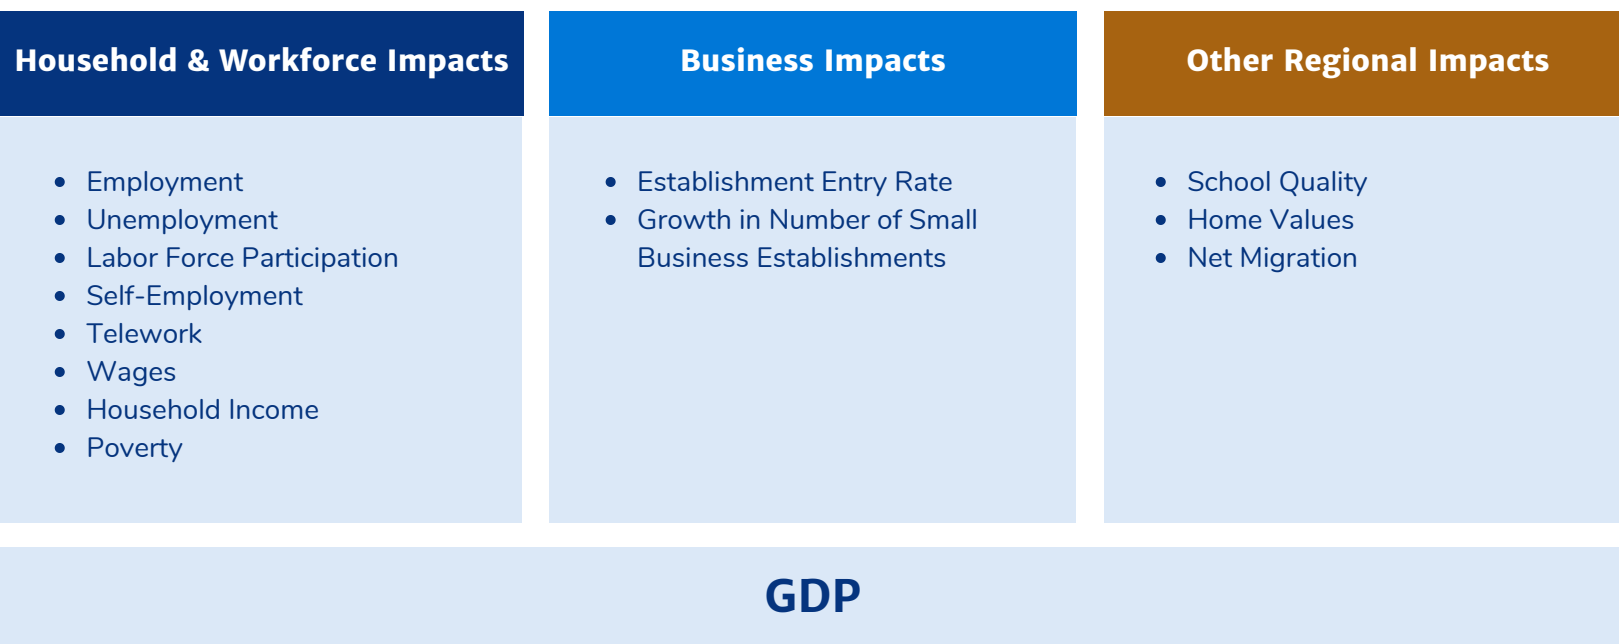 Household & Workforce Impacts
• Employment
• Unemployment
• Labor Force Participation
• Self-Employment
• Telework
• Wages
• Household Income
• Poverty
Business Impacts
• Establishment Entry Rate
• Growth in Number of Small
Business Establishments
Other Regional Impacts
• School Quality
• Home Values
• Net Migration
GDP